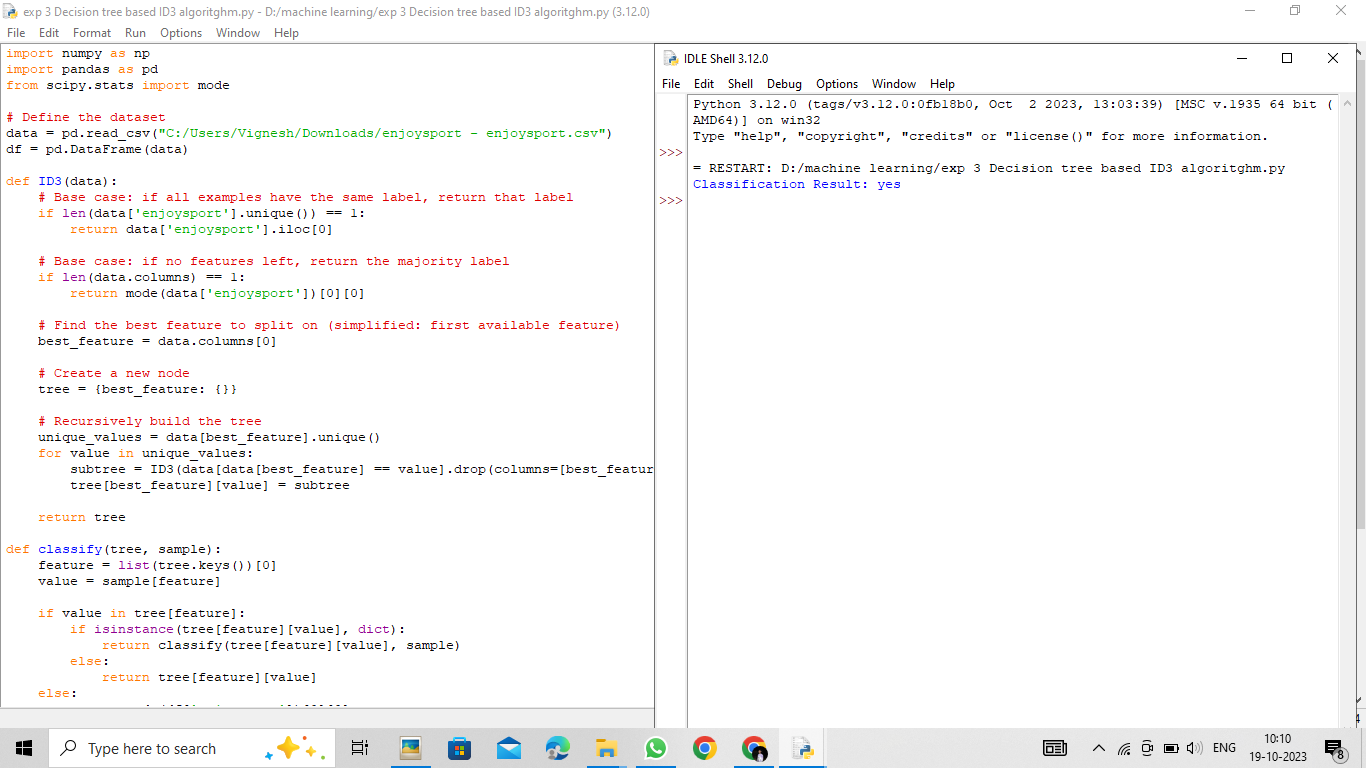 exp 3 Decision tree based ID3 algoritghm.py - D:/machine learning/exp 3 Decision tree based ID3 algoritghm.py (3.12.0)
File Edit Format Run Options Window Help
import numpy as np
import pandas as pd
from scipy.stats import mode
# Define the dataset
data = pd.read_csv("C:/Users/Vignesh/Downloads/enjoysport - enjoysport.csv")
df = pd.DataFrame(data)
def ID3(data):
# Base case: if all examples have the same label, return that label
if len(data['enjoysport'].unique()) == 1:
return data['enjoysport'].iloc[0]
# Base case: if no features left, return the majority label
if len(data.columns) == 1:
return mode(data['enjoysport'])[0][0]
# Find the best feature to split on (simplified: first available feature)
best_feature = data.columns[0]
# Create a new node
tree = {best_feature: {}}
# Recursively build the tree
unique_values = data[best_feature].unique()
for value in unique_values:
subtree = ID3(data[data[best_feature] == value].drop(columns=[best_featur
tree[best_feature][value] = subtree
return tree
def classify(tree, sample):
feature = list(tree.keys())[0]
value = sample[feature]
if value in tree[feature]:
if isinstance(tree[feature][value], dict):
return classify(tree[feature][value], sample)
else:
return tree[feature][value]
else:
IDLE Shell 3.12.0
File Edit Shell Debug Options Window Help
Python 3.12.0 (tags/v3.12.0:0fb18b0, Oct 2 2023, 13:03:39) [MSC v.1935 64 bit (
AMD64)] on win32
Type "help", "copyright", "credits" or "license()" for more information.
>>>
= RESTART: D:/machine learning/exp 3 Decision tree based ID3 algoritghm.py
Classification Result: yes
>>>
Type here to search
ENG
10:10
19-10-2023
8